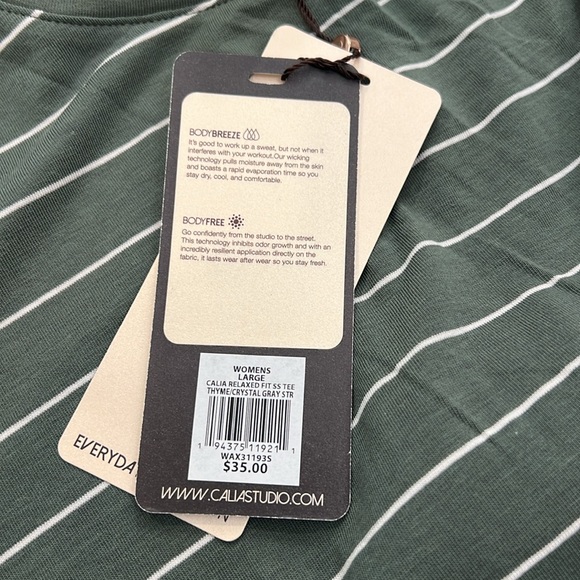 BODYBREEZE
It's good to work up a sweat, but not when it
interferes with your workout.Our wicking
technology pulls moisture away from the skin
and boasts a rapid evaporation time so you
stay dry, cool, and comfortable.
BODYFREE
Go confidently from the studio to the street.
This technology inhibits odor growth and with an
incredibly resilient application directly on the
fabric, it lasts wear after wear so you stay fresh.
WOMENS
LARGE
CALIA RELAXED FIT SS TEE
THYME/CRYSTAL GRAY STR
1 94375 11921 1
WAX31193S
$35.00
WWW.CALIASTUDIO.COM
EVERYDA
N